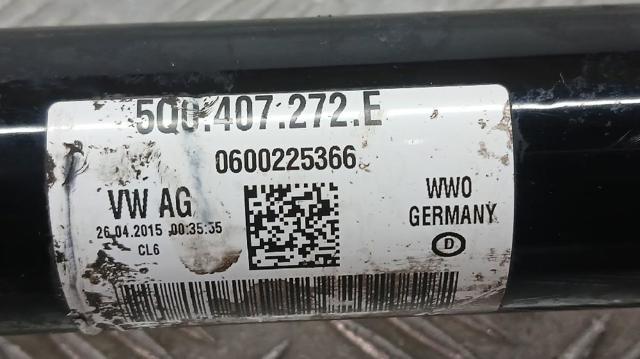 5Q0.407.272.E
0600225366
VW AG
26.04.2015 00:35:35
CL6
WWO
GERMANY
D